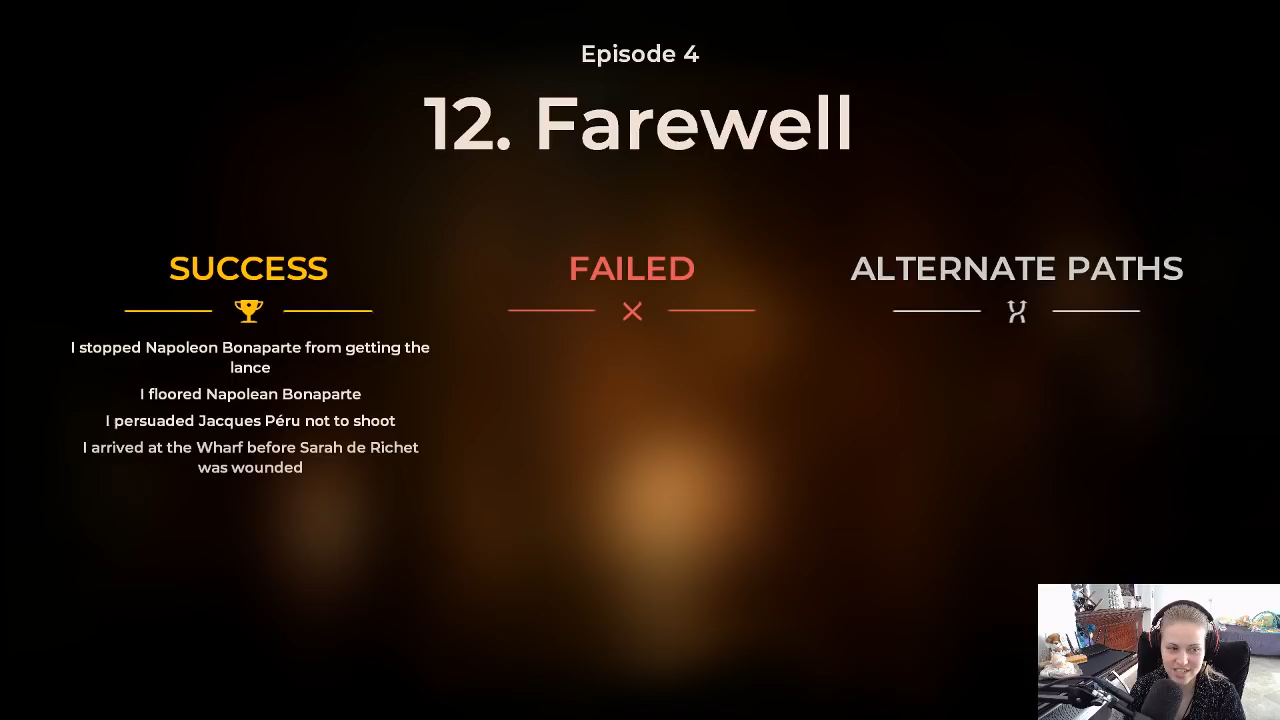 Episode 4
12. Farewell
SUCCESS
I stopped Napoleon Bonaparte from getting the
lance
I floored Napolean Bonaparte
I persuaded Jacques Péru not to shoot
I arrived at the Wharf before Sarah de Richet
was wounded
FAILED
ALTERNATE PATHS